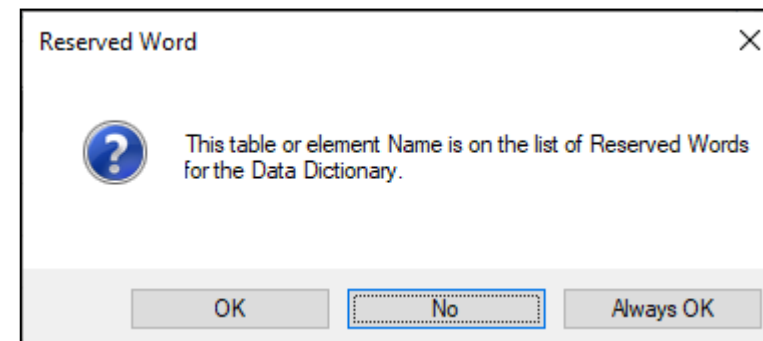 Reserved Word
This table or element Name is on the list of Reserved Words
for the Data Dictionary.
OK No Always OK